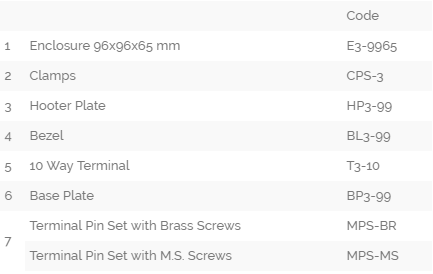 Code
1 Enclosure 96x96x65 mm E3-9965
2 Clamps CPS-3
3 Hooter Plate HP3-99
4 Bezel BL3-99
5 10 Way Terminal T3-10
6 Base Plate BP3-99
7 Terminal Pin Set with Brass Screws MPS-BR
Terminal Pin Set with M.S. Screws MPS-MS